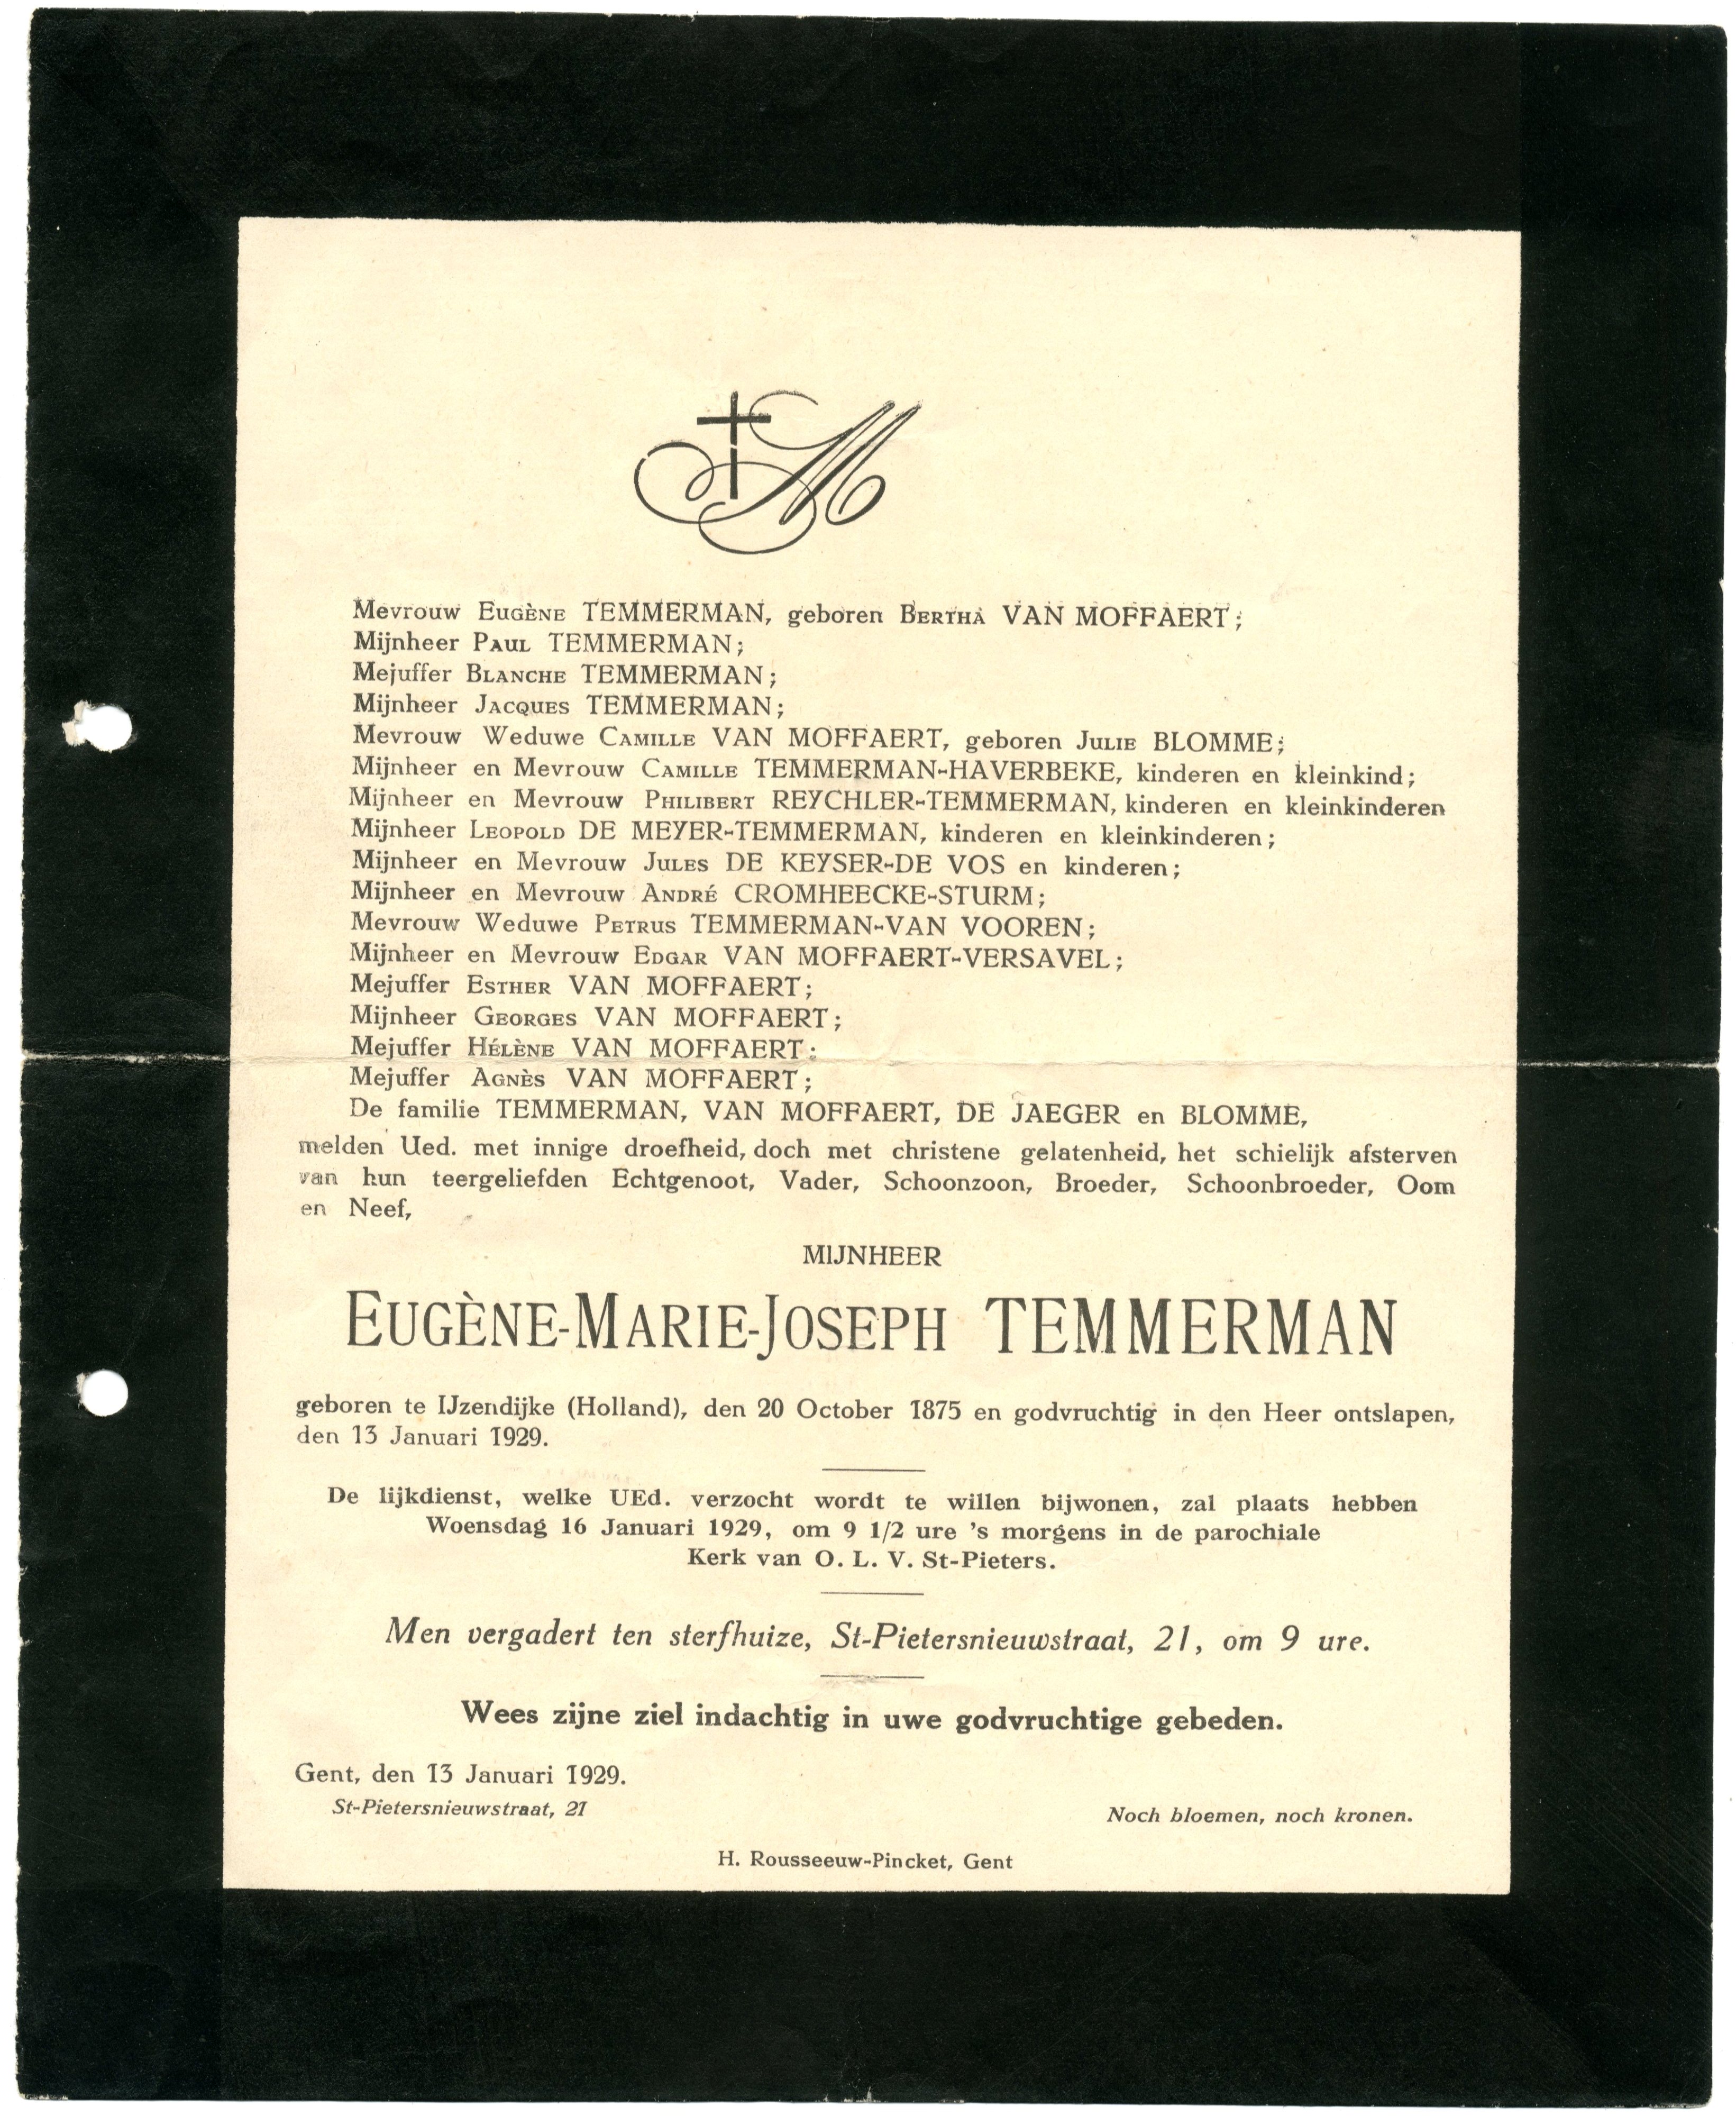 M
Mevrouw Eugène TEMMERMAN, geboren Bertha VAN MOFFAERT;
Mijnheer Paul TEMMERMAN;
Mejuffer Blanche TEMMERMAN;
Mijnheer Jacques TEMMERMAN;
Mevrouw Weduwe Camille VAN MOFFAERT, geboren Julie BLOMME;
Mijnheer en Mevrouw Camille TEMMERMAN-HAVERBEKE, kinderen en kleinkind;
Mijnheer en Mevrouw Philibert REYCHLER-TEMMERMAN, kinderen en kleinkinderen
Mijnheer Leopold DE MEYER-TEMMERMAN, kinderen en kleinkinderen;
Mijnheer en Mevrouw Jules DE KEYSER-DE VOS en kinderen;
Mijnheer en Mevrouw André CROMHEECKE-STURM;
Mevrouw Weduwe Petrus TEMMERMAN-VAN VOOREN;
Mijnheer en Mevrouw Edgar VAN MOFFAERT-VERSAVEL;
Mejuffer Esther VAN MOFFAERT;
Mijnheer Georges VAN MOFFAERT;
Mejuffer Hélène VAN MOFFAERT;
Mejuffer Agnès VAN MOFFAERT;
De familie TEMMERMAN, VAN MOFFAERT, DE JAEGER en BLOMME,
melden Ued. met innige droefheid, doch met christene gelatenheid, het schielijk afsterven
van hun teergeliefden Echtgenoot, Vader, Schoonzoon, Broeder, Schoonbroeder, Oom
en Neef,
MIJNHEER
EUGÈNE-MARIE-JOSEPH TEMMERMAN
geboren te IJzendijke (Holland), den 20 October 1875 en godvruchtig in den Heer ontslapen,
den 13 Januari 1929.
De lijkdienst, welke UEd. verzocht wordt te willen bijwonen, zal plaats hebben
Woensdag 16 Januari 1929, om 9 1/2 ure 's morgens in de parochiale
Kerk van O. L. V. St-Pieters.
Men vergadert ten sterfhuize, St-Pietersnieuwstraat, 21, om 9 ure.
Wees zijne ziel indachtig in uwe godvruchtige gebeden.
Gent, den 13 Januari 1929.
St-Pietersnieuwstraat, 21
Noch bloemen, noch kronen.
H. Rousseeuw-Pincket, Gent